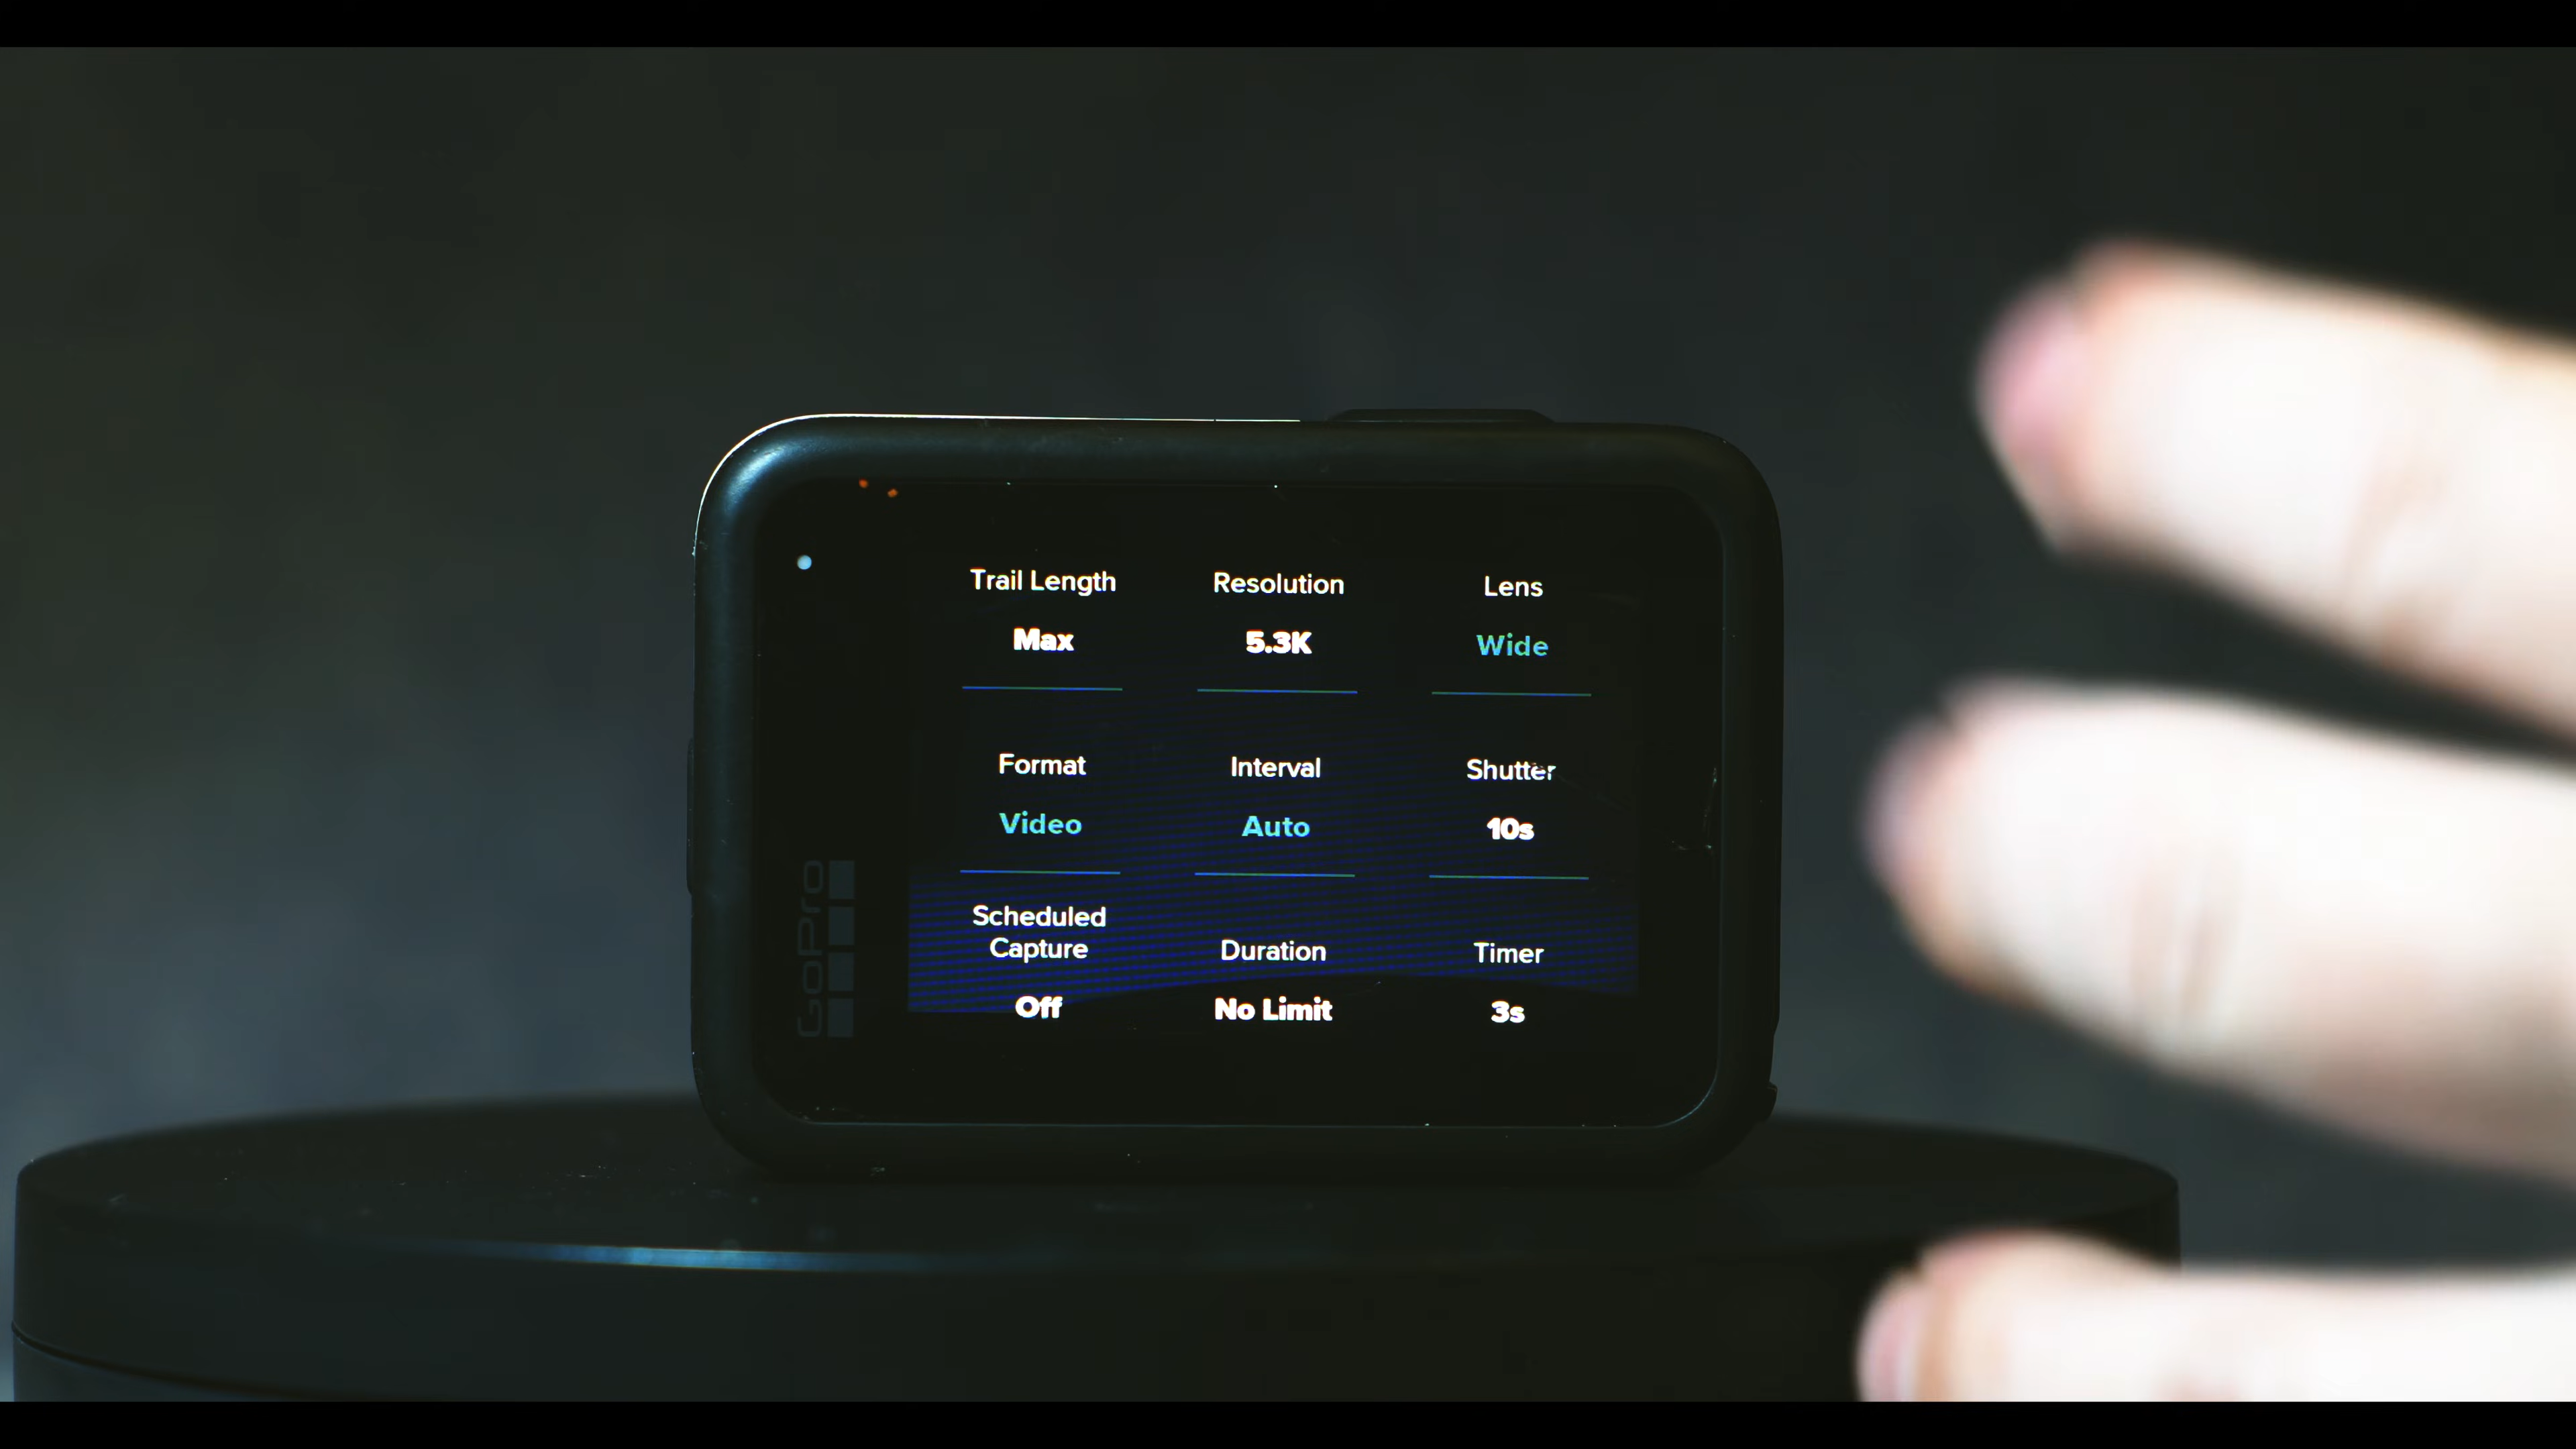 Trail Length
Max
Resolution
5.3K
Lens
Wide
Format
Video
Interval
Auto
Shutter
10s
Scheduled
Capture
Off
Duration
No Limit
Timer
3s
GoPro